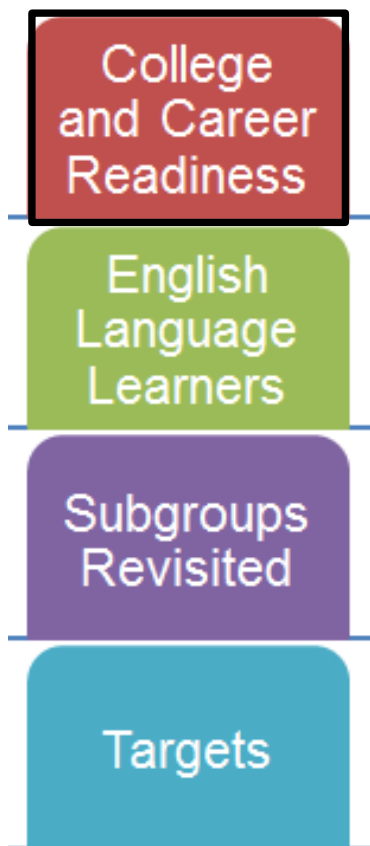 College
and Career
Readiness
English
Language
Learners
Subgroups
Revisited
Targets